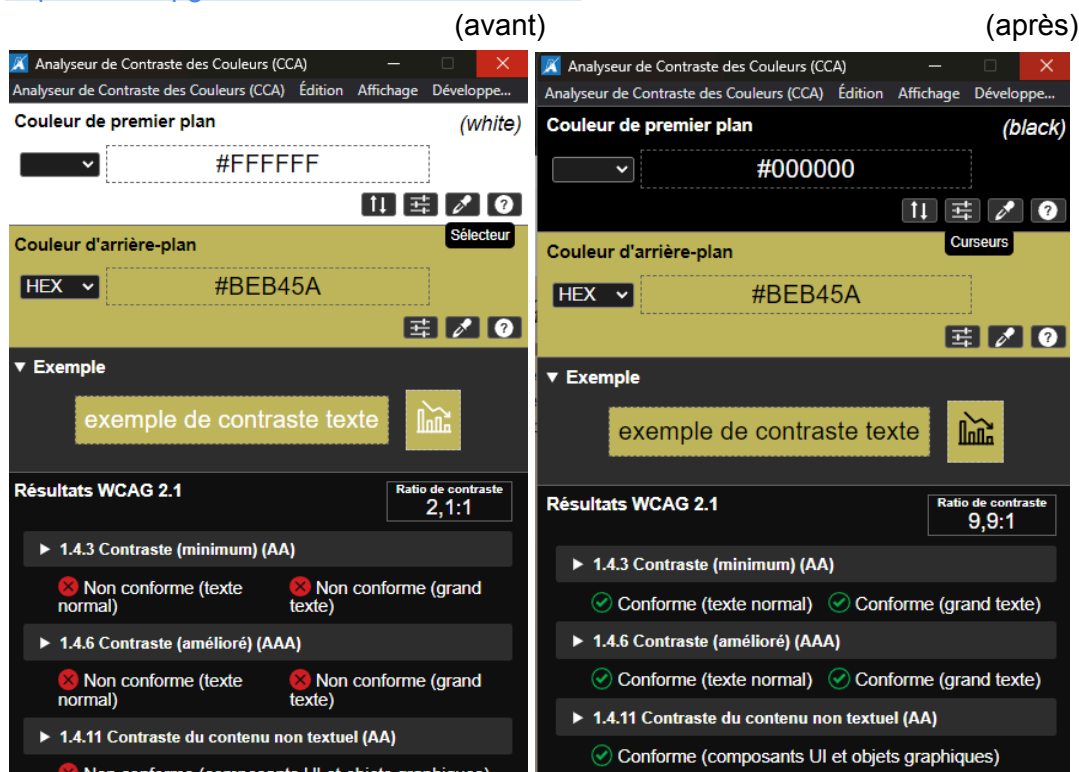 (avant)
Analyseur de Contraste des Couleurs (CCA)
Analyseur de Contraste des Couleurs (CCA) Édition Affichage Développe...
Couleur de premier plan (white)
#FFFFFF
Sélecteur
Couleur d'arrière-plan
HEX #BEB45A
Exemple
exemple de contraste texte
Résultats WCAG 2.1
Ratio de contraste
2,1:1
1.4.3 Contraste (minimum) (AA)
Non conforme (texte
normal)
Non conforme (grand
texte)
1.4.6 Contraste (amélioré) (AAA)
Non conforme (texte
normal)
Non conforme (grand
texte)
1.4.11 Contraste du contenu non textuel (AA)
Non conforme (composants UI et objets graphiques)
(après)
Analyseur de Contraste des Couleurs (CCA)
Analyseur de Contraste des Couleurs (CCA) Édition Affichage Développe...
Couleur de premier plan (black)
#000000
Curseurs
Couleur d'arrière-plan
HEX #BEB45A
Exemple
exemple de contraste texte
Résultats WCAG 2.1
Ratio de contraste
9,9:1
1.4.3 Contraste (minimum) (AA)
Conforme (texte normal) Conforme (grand texte)
1.4.6 Contraste (amélioré) (AAA)
Conforme (texte normal) Conforme (grand texte)
1.4.11 Contraste du contenu non textuel (AA)
Conforme (composants UI et objets graphiques)